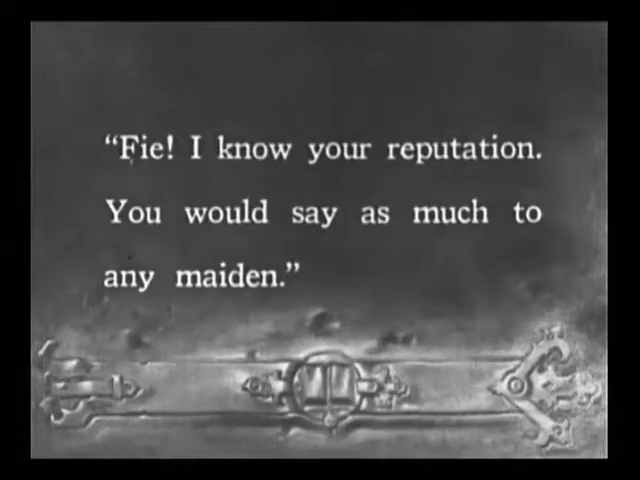 “Fie! I know your reputation.
You would say as much to
any maiden.”